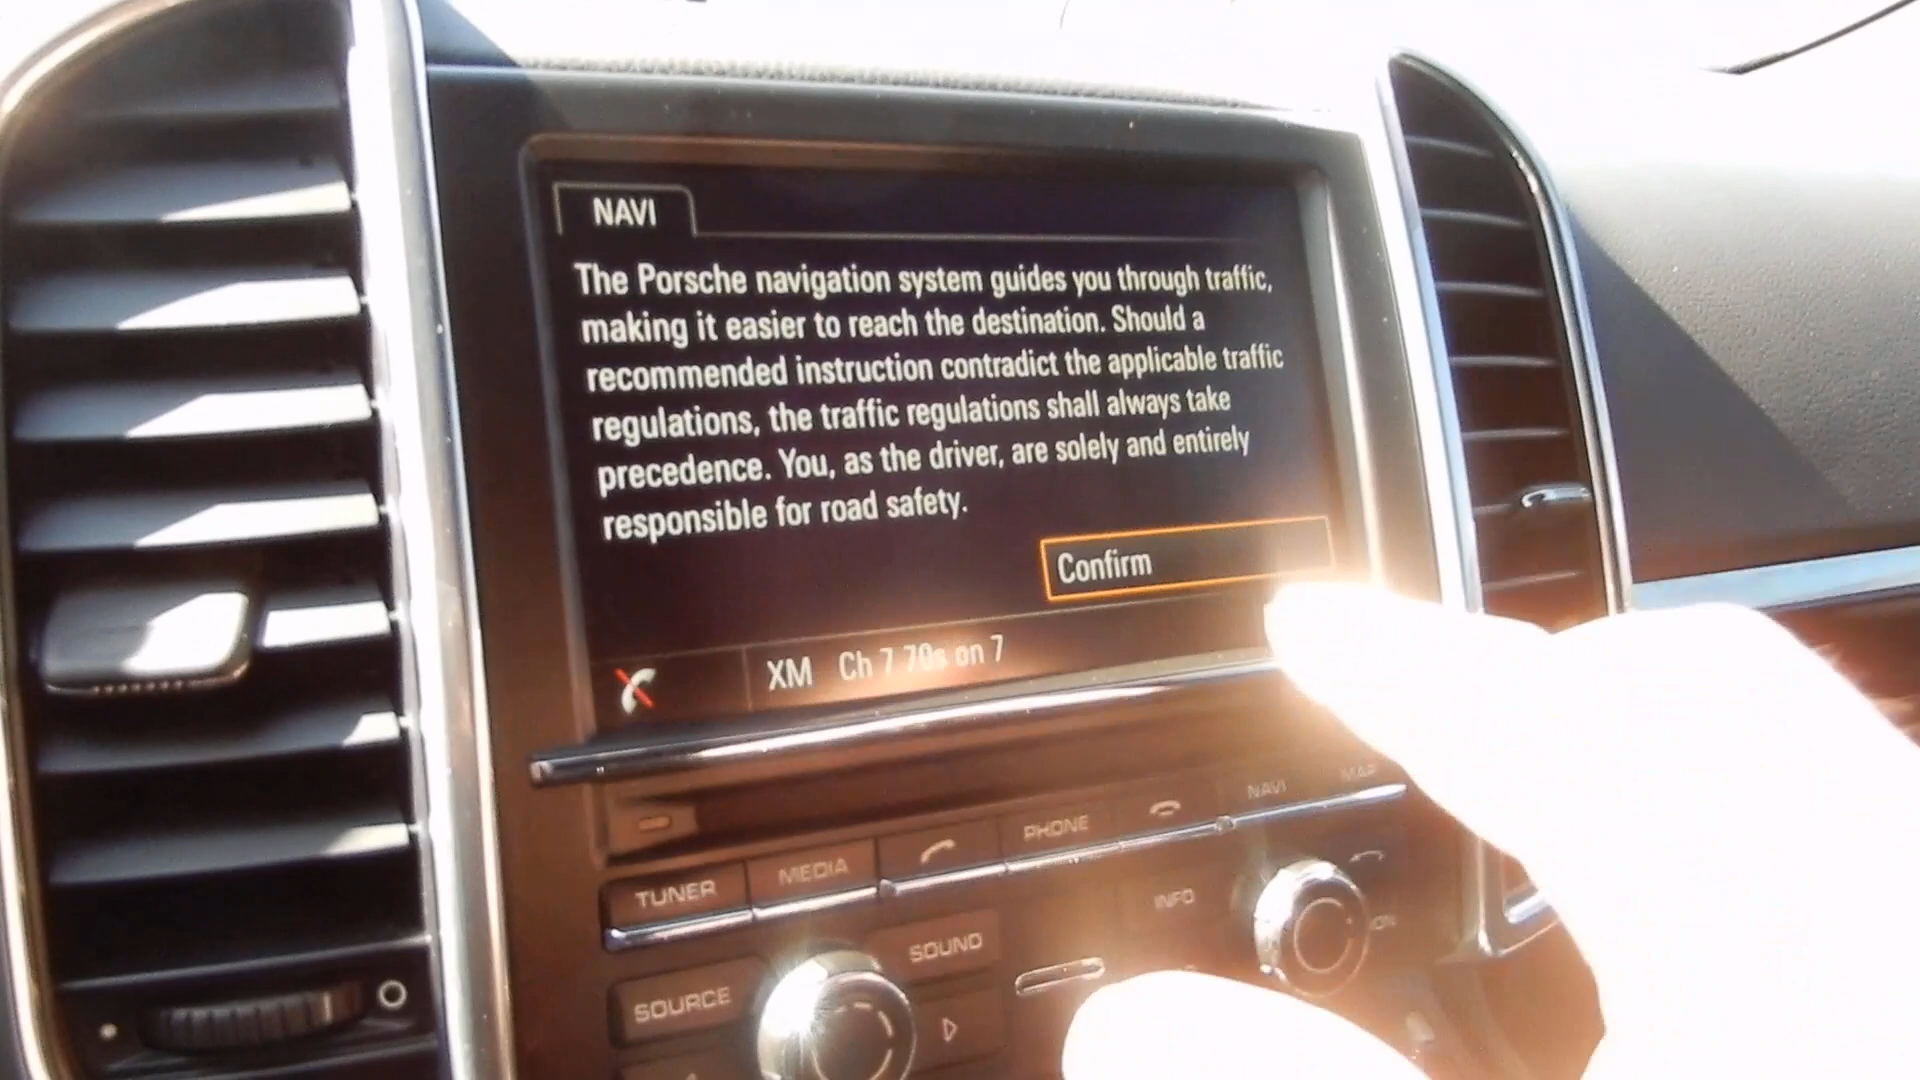 NAVI
The Porsche navigation system guides you through traffic,
making it easier to reach the destination. Should a
recommended instruction contradict the applicable traffic
regulations, the traffic regulations shall always take
precedence. You, as the driver, are solely and entirely
responsible for road safety.
Confirm
XM Ch 7 70s on 7
TUNER MEDIA PHONE NAVI MAP
SOUND INFO
SOURCE